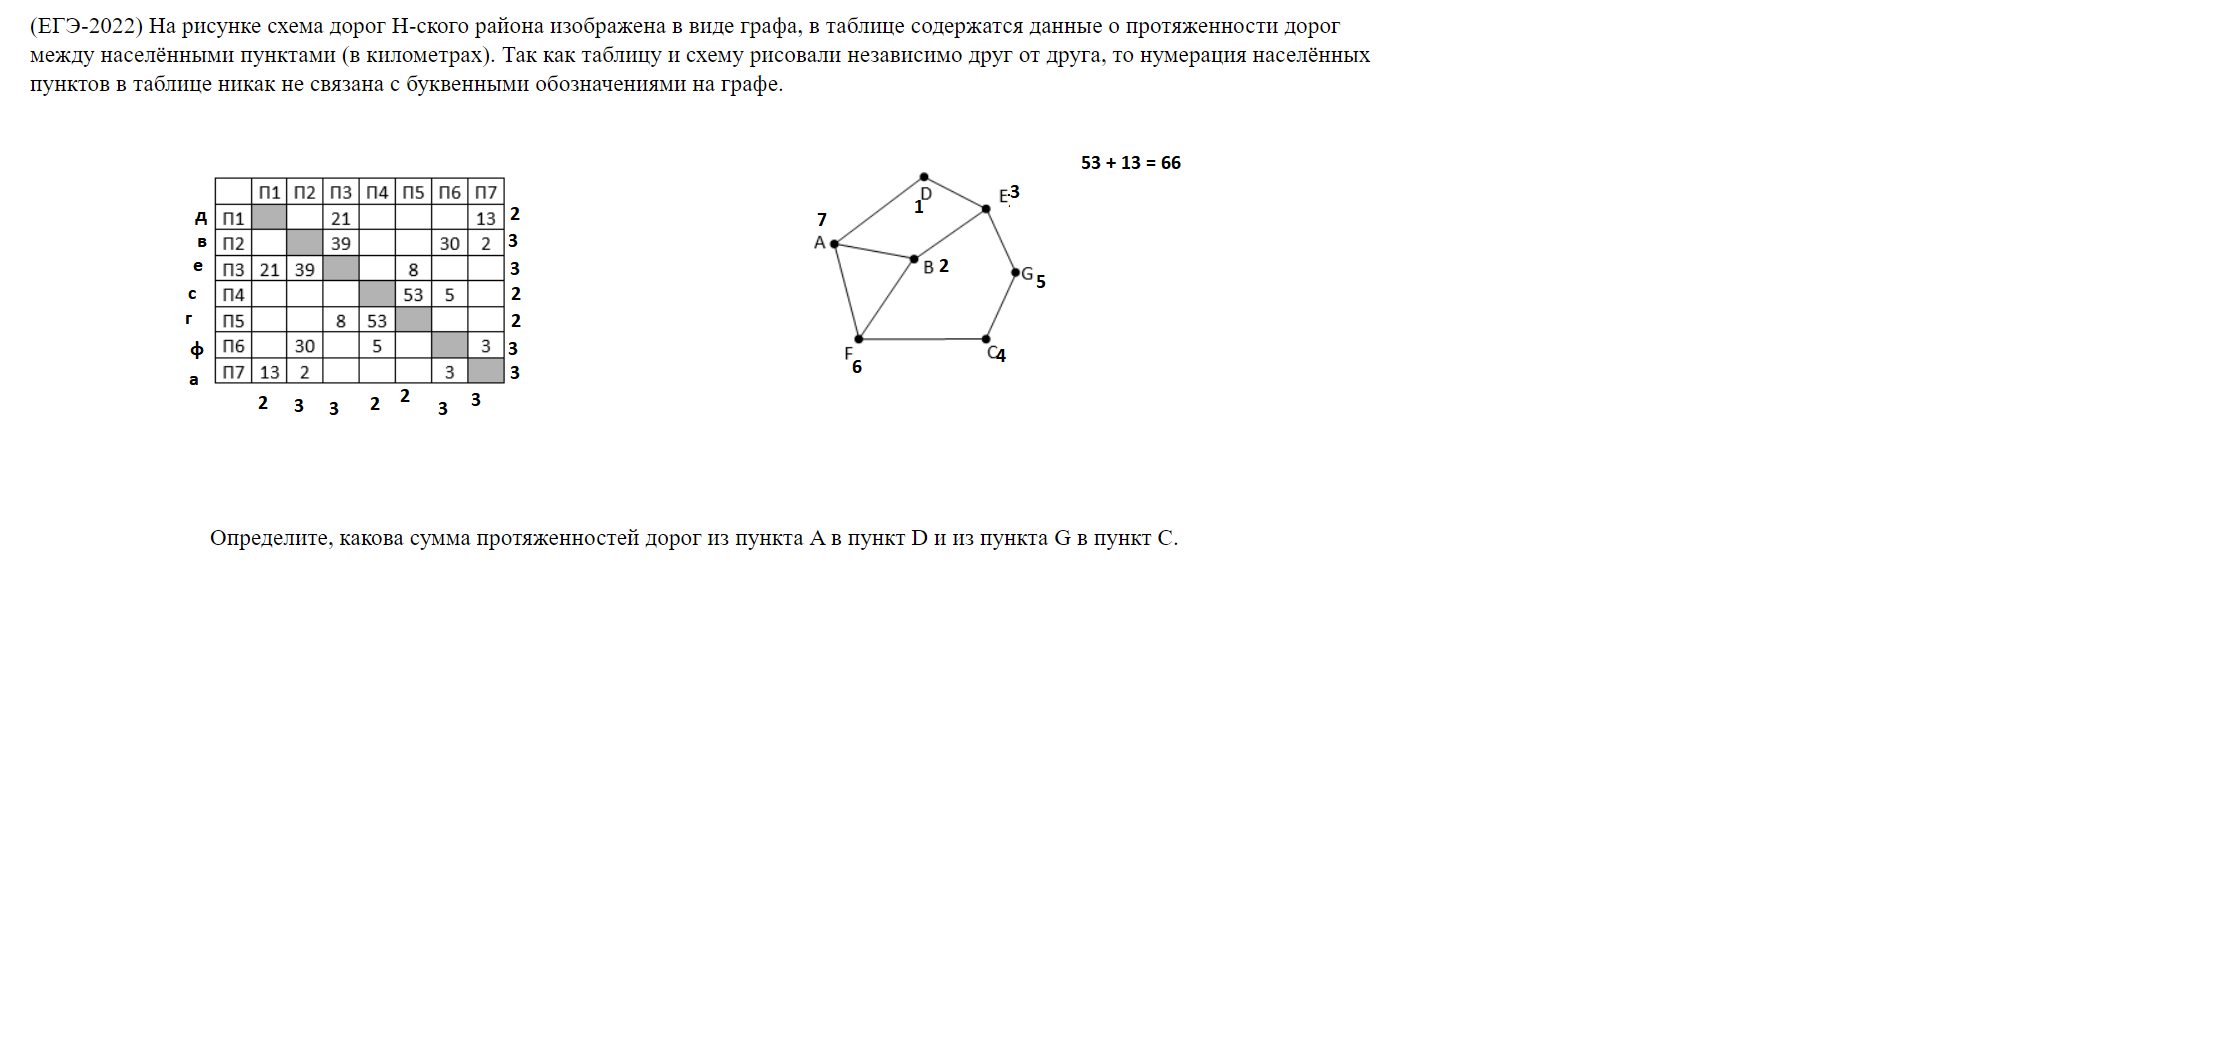 (ЕГЭ-2022) На рисунке схема дорог Н-ского района изображена в виде графа, в таблице содержатся данные о протяженности дорог
между населёнными пунктами (в километрах). Так как таблицу и схему рисовали независимо друг от друга, то нумерация населённых
пунктов в таблице никак не связана с буквенными обозначениями на графе.
53 + 13 = 66
П1 П2 П3 П4 П5 П6 П7
д П1 21 13 2
в П2 39 30 2 3
е П3 21 39 8 3
с П4 53 5 2
г П5 8 53 2
ф П6 30 5 3 3
а П7 13 2 3 3
2 3 3 2 2 3 3
D
1
E 3
7
A
B 2
G 5
F
6
C4
Определите, какова сумма протяженностей дорог из пункта A в пункт D и из пункта G в пункт C.